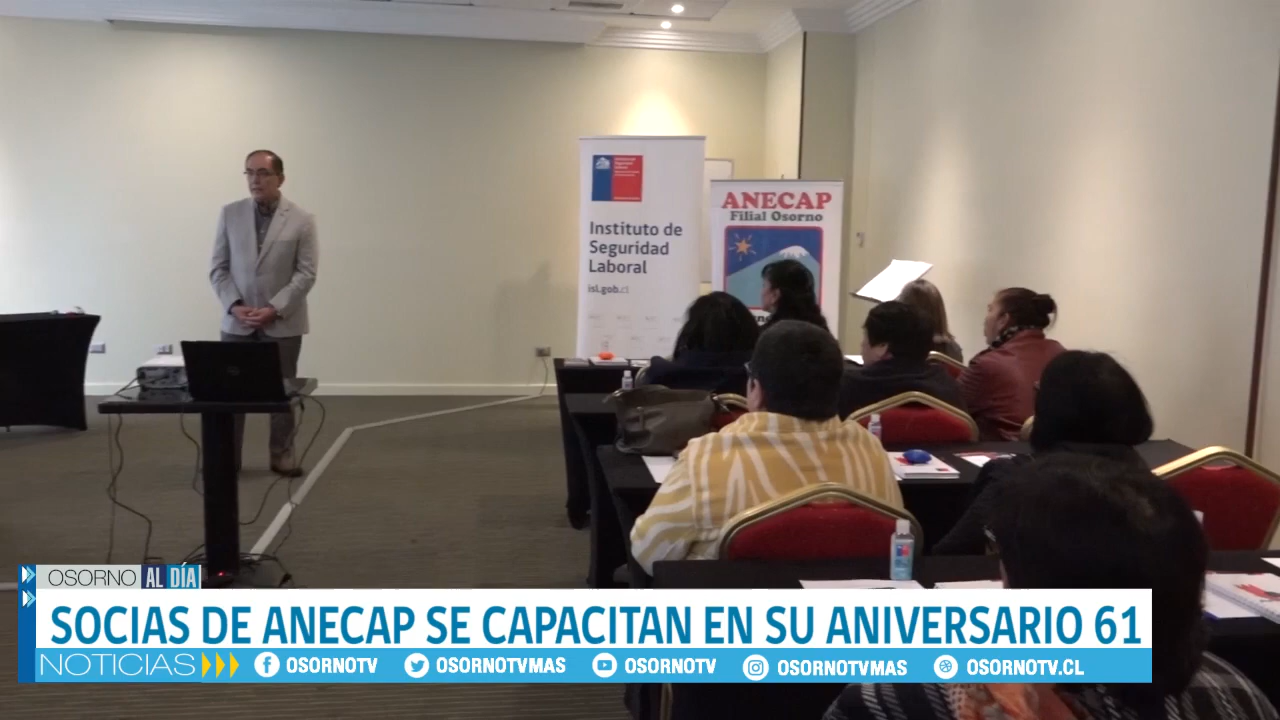 Instituto de
Seguridad
Laboral
isl.gob.cl
ANECAP
Filial Osorno
OSORNO AL DÍA
SOCIAS DE ANECAP SE CAPACITAN EN SU ANIVERSARIO 61
NOTICIAS
OSORNOTV
OSORNOTVMAS
OSORNOTV
OSORNOTVMAS
OSORNOTV.CL